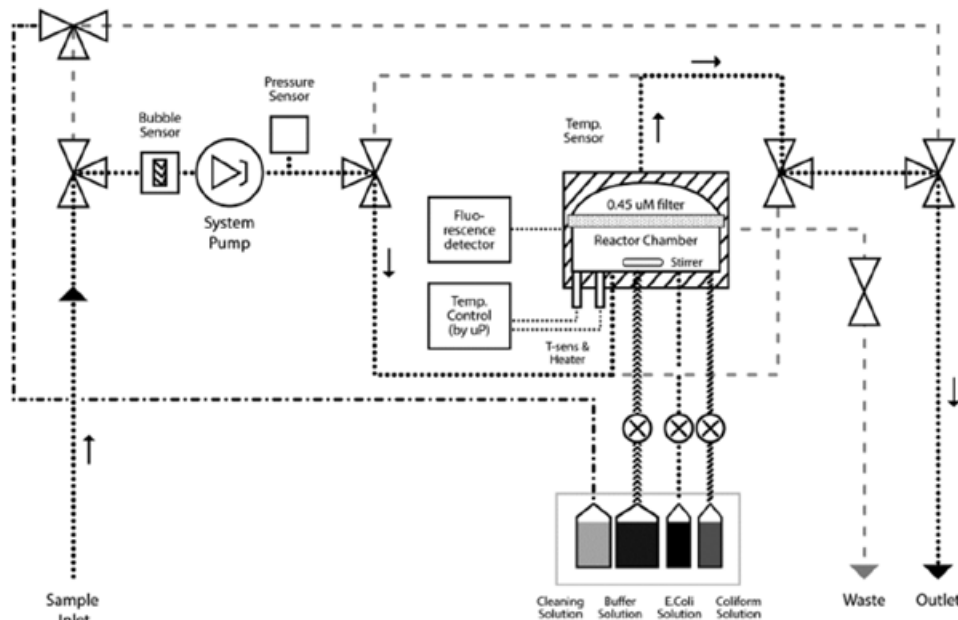 Pressure
Sensor
Bubble
Sensor
Temp.
Sensor
System
Pump
Fluo-
rescence
detector
0.45 uM filter
Reactor Chamber
Stirrer
Temp.
Control
(by uP)
T-sens &
Heater
Sample
Inlet
Cleaning
Solution
Buffer
Solution
E.Coli
Solution
Coliform
Solution
Waste
Outlet